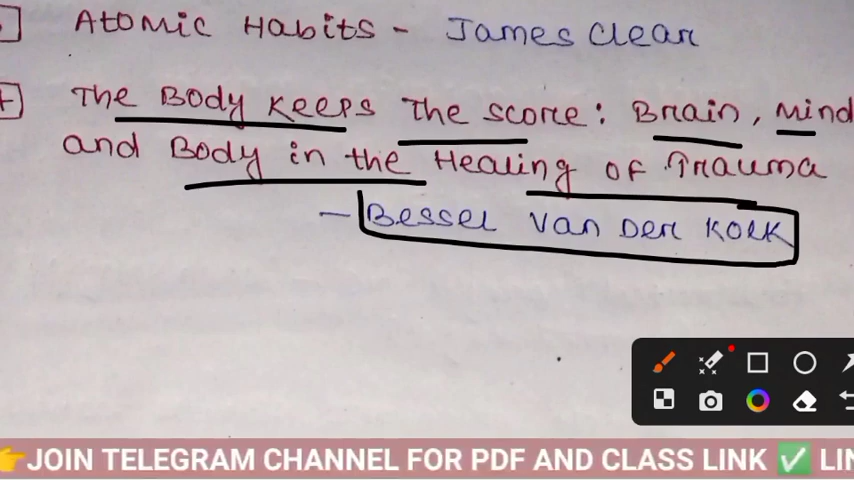 Atomic Habits - James Clear
The Body Keeps The score: Brain, Mind
and Body in the Healing of Trauma
- Bessel Van Der Kolk
👉JOIN TELEGRAM CHANNEL FOR PDF AND CLASS LINK ✅ LIN